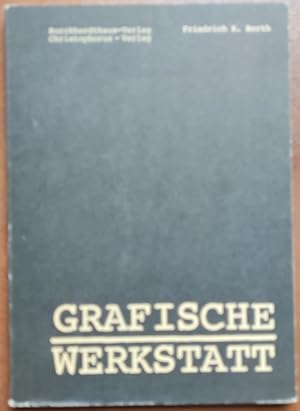 Burckhardthaus-Verlag
Christophorus-Verlag
Friedrich K. Barth
GRAFISCHE
WERKSTATT